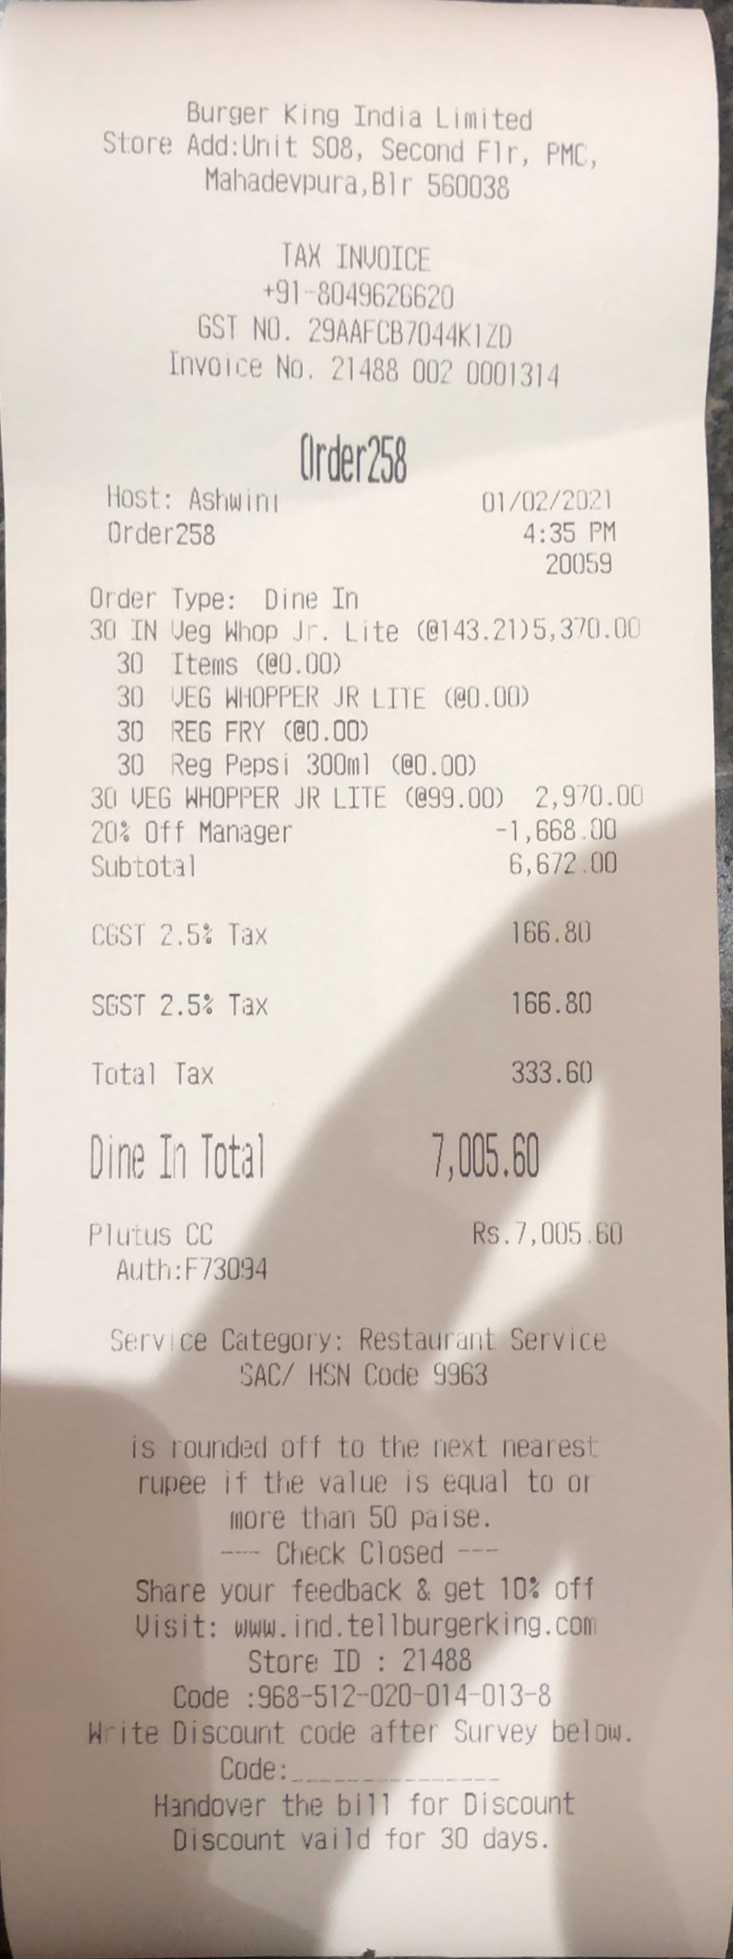 Burger King India Limited
Store Add:Unit S08, Second Flr, PMC,
Mahadevpura,Blr 560038
TAX INVOICE
+91-8049626620
GST NO. 29AAFCB7044K1ZD
Invoice No. 21488 002 0001314
Order258
Host: Ashwini 01/02/2021
Order258 4:35 PM
20059
Order Type: Dine In
30 IN Veg Whop Jr. Lite (@143.21)5,370.00
30 Items (@0.00)
30 VEG WHOPPER JR LITE (@0.00)
30 REG FRY (@0.00)
30 Reg Pepsi 300ml (@0.00)
30 VEG WHOPPER JR LITE (@99.00) 2,970.00
20% Off Manager -1,668.00
Subtotal 6,672.00
CGST 2.5% Tax 166.80
SGST 2.5% Tax 166.80
Total Tax 333.60
Dine In Total 7,005.60
Plutus CC Rs.7,005.60
Auth:F73094
Service Category: Restaurant Service
SAC/ HSN Code 9963
is rounded off to the next nearest
rupee if the value is equal to or
more than 50 paise.
---- Check Closed ---
Share your feedback & get 10% off
Visit: www.ind.tellburgerking.com
Store ID : 21488
Code :968-512-020-014-013-8
Write Discount code after Survey below.
Code:_______________
Handover the bill for Discount
Discount vaild for 30 days.